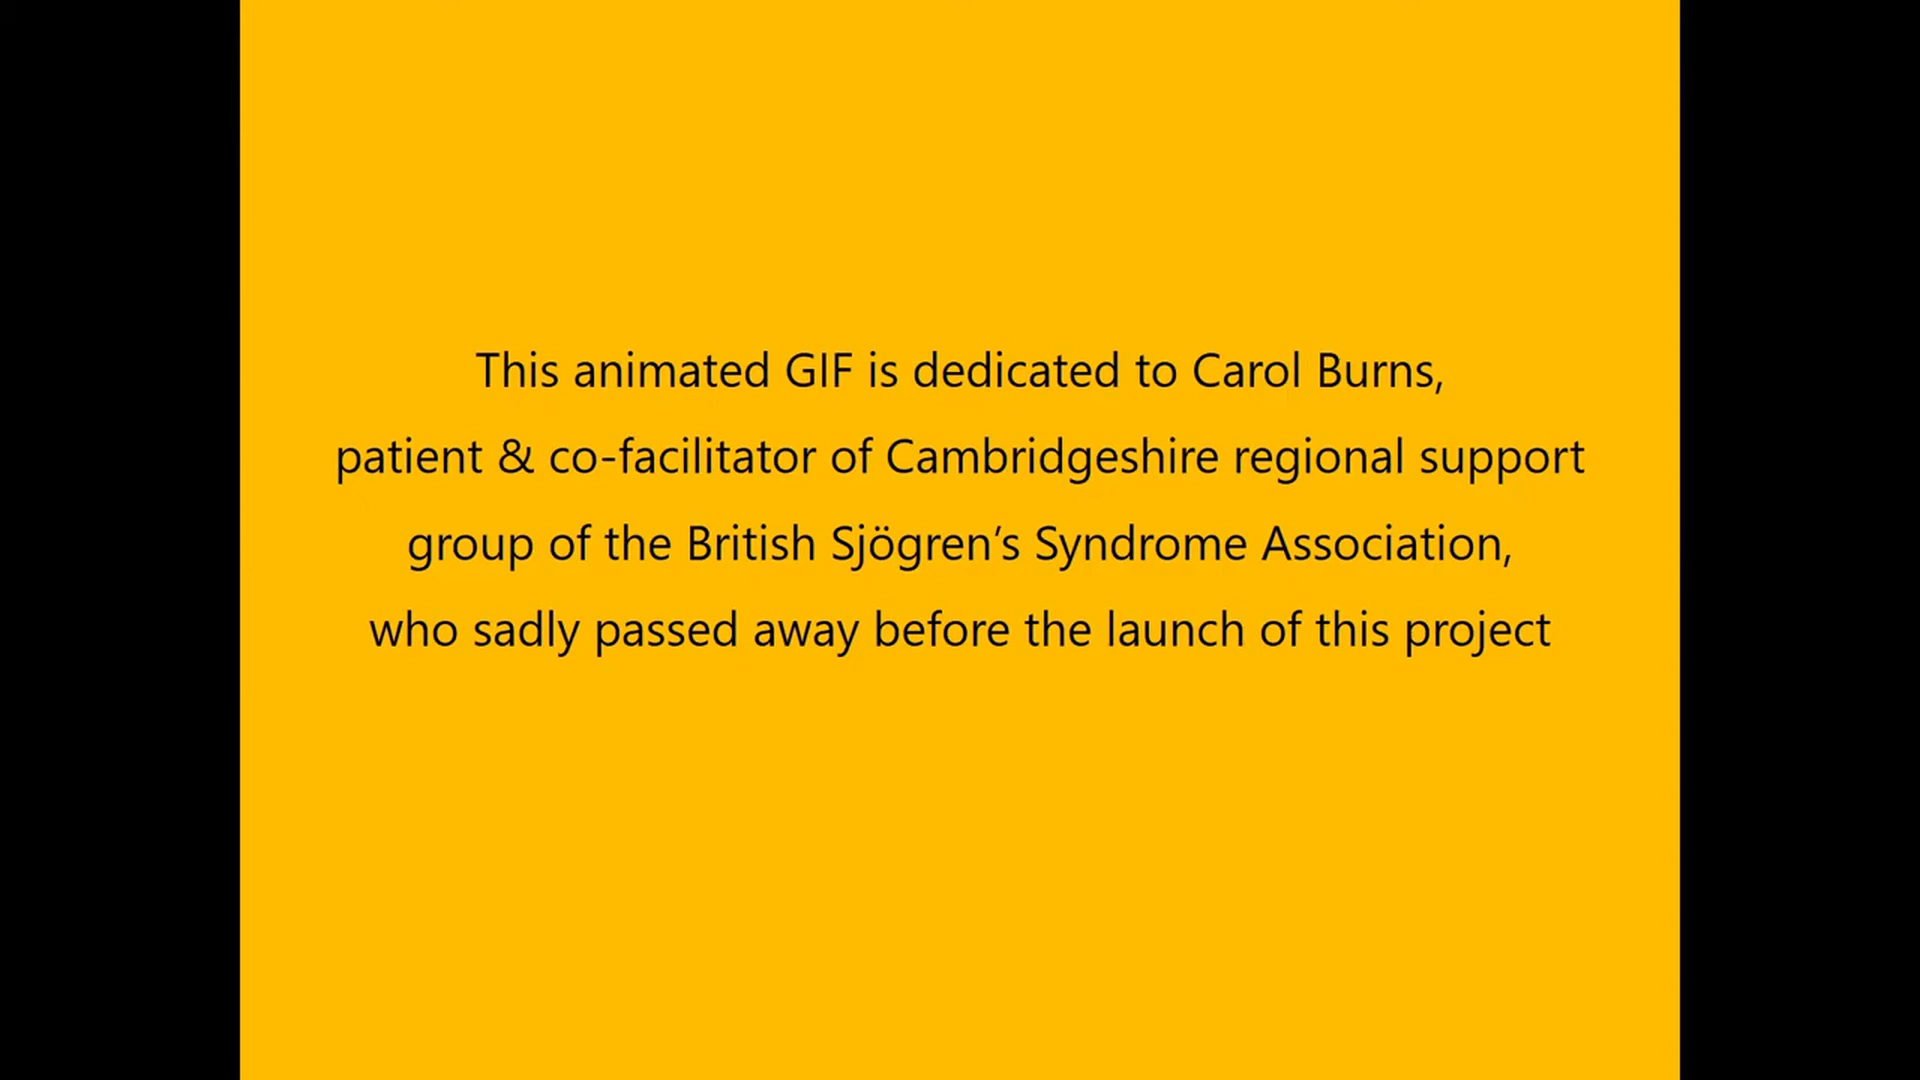 This animated GIF is dedicated to Carol Burns,
patient & co-facilitator of Cambridgeshire regional support
group of the British Sjögren’s Syndrome Association,
who sadly passed away before the launch of this project